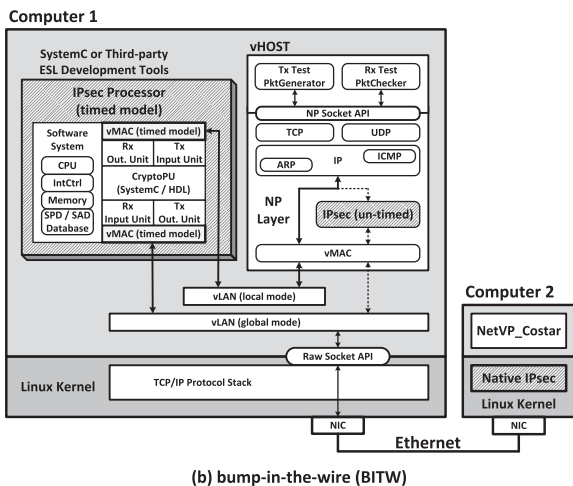 Computer 1
SystemC or Third-party
ESL Development Tools
IPsec Processor
(timed model)
Software
System
CPU
IntCtrl
Memory
SPD / SAD
Database
vMAC (timed model)
Rx
Out. Unit
Tx
Input Unit
CryptoPU
(SystemC / HDL)
Rx
Input Unit
Tx
Out. Unit
vMAC (timed model)
vHOST
Tx Test
PktGenerator
Rx Test
PktChecker
NP Socket API
TCP
UDP
ARP
IP
ICMP
NP
Layer
IPsec (un-timed)
vMAC
vLAN (local mode)
vLAN (global mode)
Raw Socket API
Linux Kernel
TCP/IP Protocol Stack
NIC
Computer 2
NetVP_Costar
Native IPsec
Linux Kernel
NIC
Ethernet
(b) bump-in-the-wire (BITW)